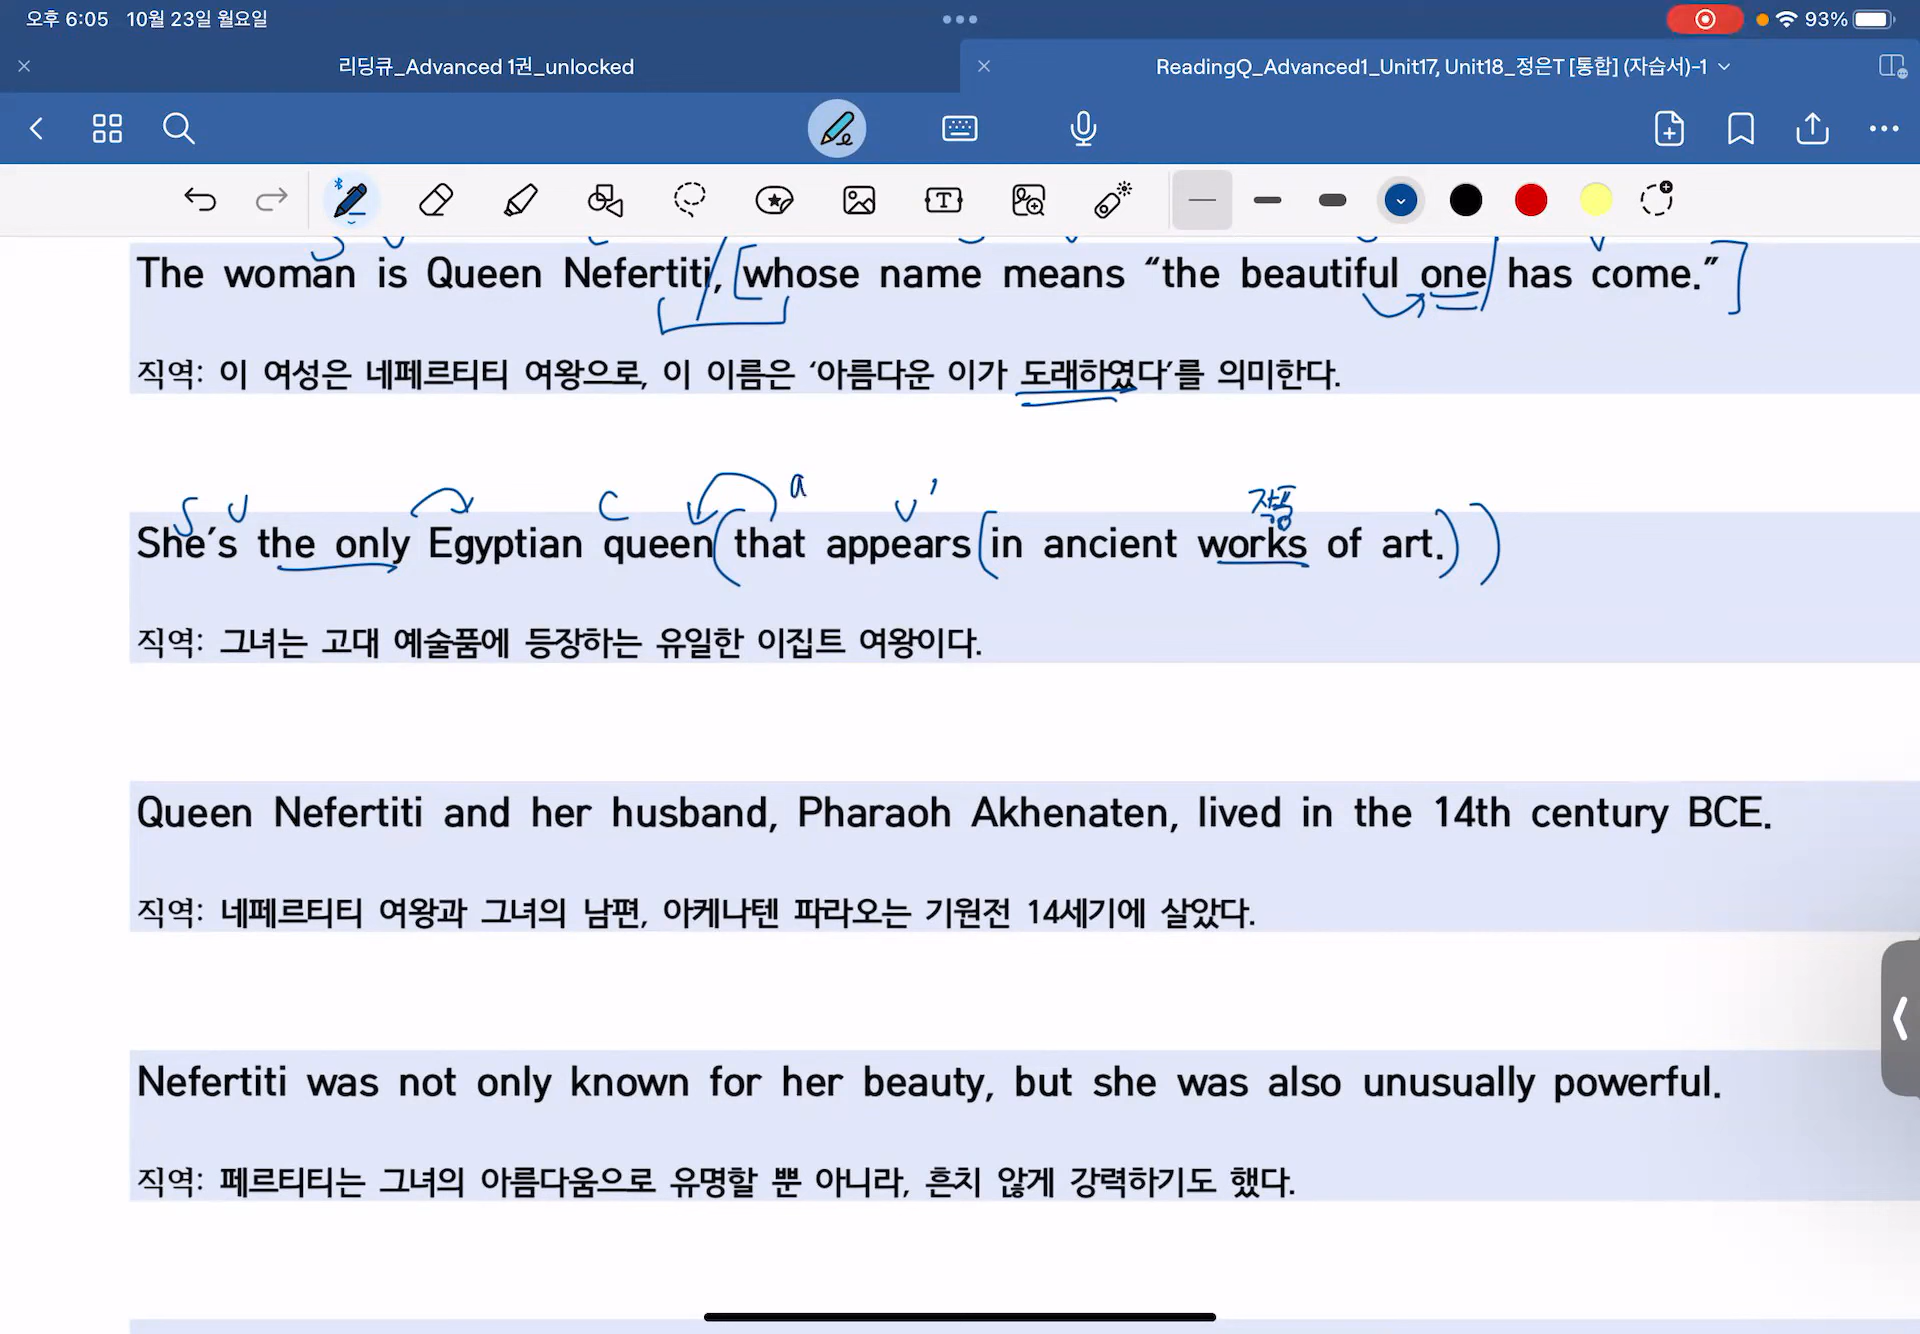 오후 6:05 10월 23일 월요일
93%
리딩큐_Advanced 1권_unlocked
ReadingQ_Advanced1_Unit17, Unit18_정은T [통합] (자습서)-1
The woman is Queen Nefertiti, whose name means “the beautiful one has come.”
직역: 이 여성은 네페르티티 여왕으로, 이 이름은 ‘아름다운 이가 도래하였다’를 의미한다.
S V C a V' 작품
She’s the only Egyptian queen (that appears (in ancient works of art.))
직역: 그녀는 고대 예술품에 등장하는 유일한 이집트 여왕이다.
Queen Nefertiti and her husband, Pharaoh Akhenaten, lived in the 14th century BCE.
직역: 네페르티티 여왕과 그녀의 남편, 아케나텐 파라오는 기원전 14세기에 살았다.
Nefertiti was not only known for her beauty, but she was also unusually powerful.
직역: 페르티티는 그녀의 아름다움으로 유명할 뿐 아니라, 흔치 않게 강력하기도 했다.